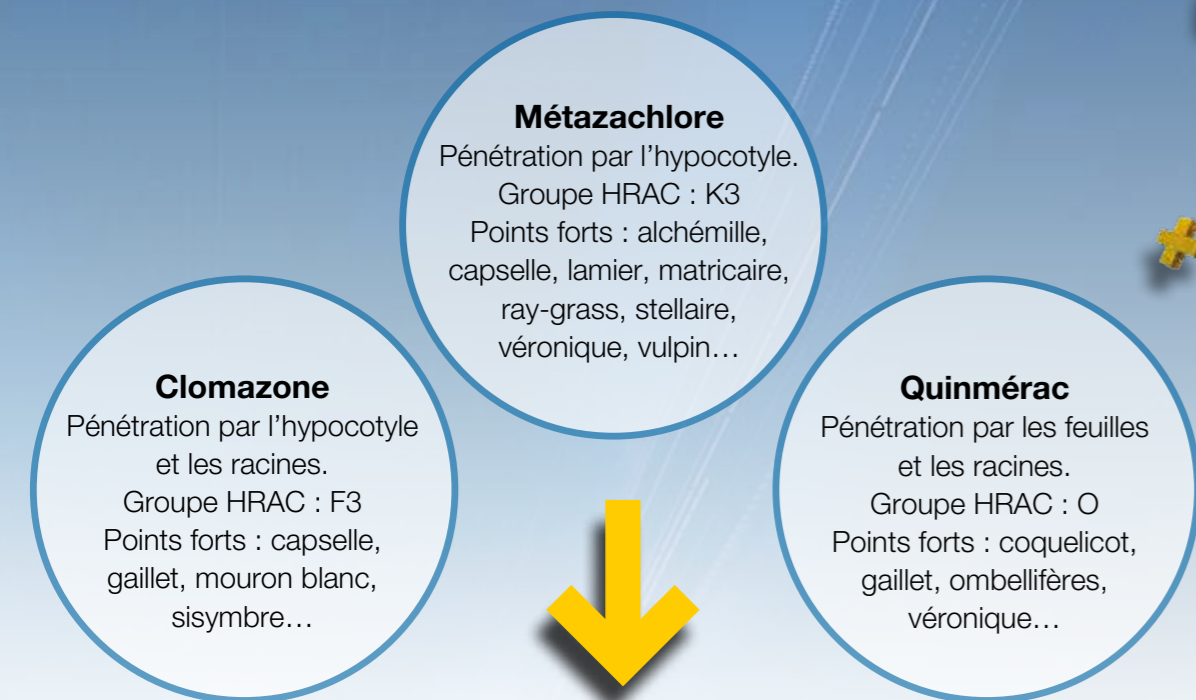 Métazachlore
Pénétration par l’hypocotyle.
Groupe HRAC : K3
Points forts : alchémille,
capselle, lamier, matricaire,
ray-grass, stellaire,
véronique, vulpin…
Clomazone
Pénétration par l’hypocotyle
et les racines.
Groupe HRAC : F3
Points forts : capselle,
gaillet, mouron blanc,
sisymbre…
Quinmérac
Pénétration par les feuilles
et les racines.
Groupe HRAC : O
Points forts : coquelicot,
gaillet, ombellifères,
véronique…